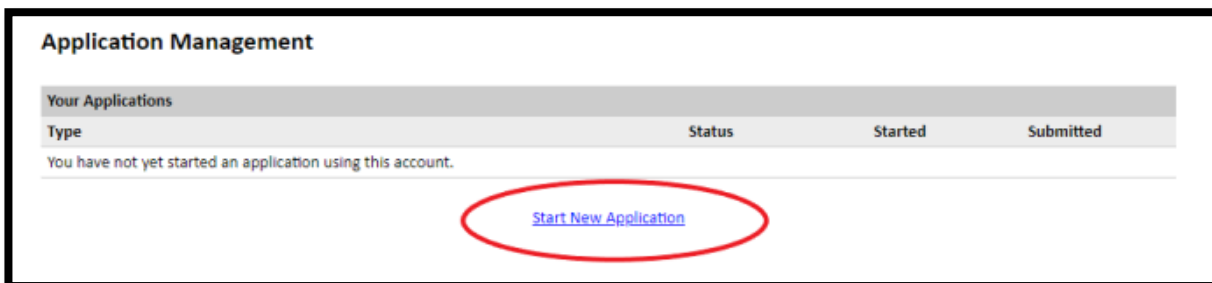 Application Management
Your Applications
Type Status Started Submitted
You have not yet started an application using this account.
Start New Application